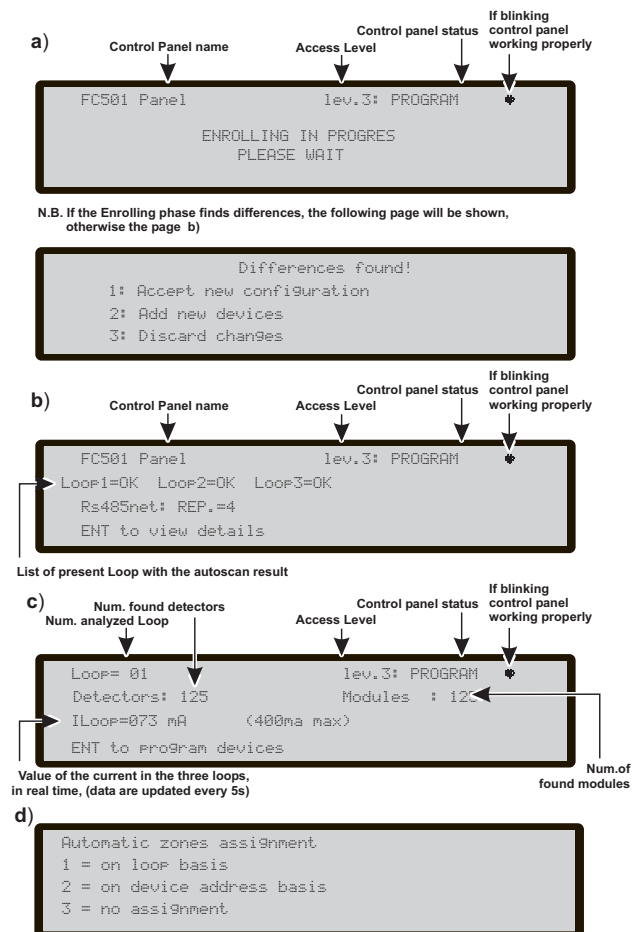 If blinking
control panel
working properly
Control panel status
a)
Control Panel name
Access Level
FC501 Panel lev.3: PROGRAM
ENROLLING IN PROGRES
PLEASE WAIT
N.B. If the Enrolling phase finds differences, the following page will be shown,
otherwise the page b)
Differences found!
1: Accept new configuration
2: Add new devices
3: Discard changes
If blinking
control panel
working properly
Control panel status
b)
Control Panel name
Access Level
FC501 Panel lev.3: PROGRAM
Loop1=OK Loop2=OK Loop3=OK
Rs485net: REP.=4
ENT to view details
List of present Loop with the autoscan result
If blinking
control panel
working properly
Control panel status
c)
Num. found detectors
Num. analyzed Loop
Access Level
Loop= 01 lev.3: PROGRAM
Detectors: 125 Modules :
ILoop=073 mA (400ma max)
ENT to program devices
Value of the current in the three loops,
in real time, (data are updated every 5s)
Num.of
found modules
d)
Automatic zones assignment
1 = on loop basis
2 = on device address basis
3 = no assignment